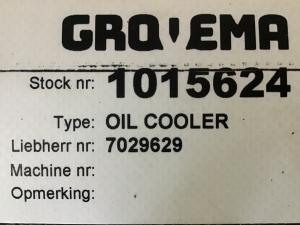 GROVEMA
Stock nr: 1015624
Type: OIL COOLER
Liebherr nr: 7029629
Machine nr:
Opmerking: